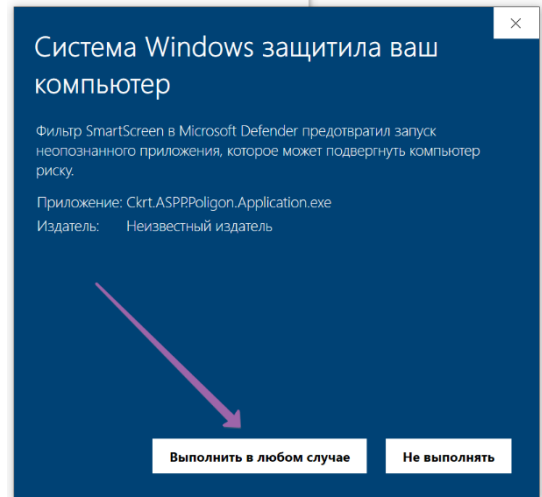 Система Windows защитила ваш
компьютер
Фильтр SmartScreen в Microsoft Defender предотвратил запуск
неопознанного приложения, которое может подвергнуть компьютер
риску.
Приложение: Ckrt.ASPP.Poligon.Application.exe
Издатель: Неизвестный издатель
Выполнить в любом случае Не выполнять